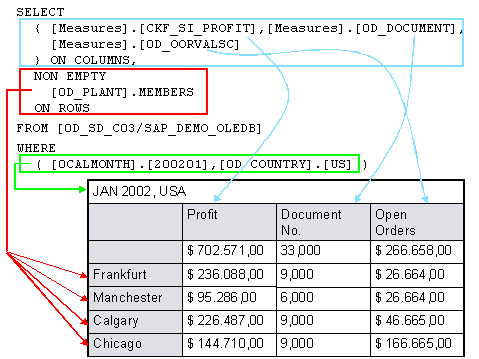 SELECT
{ [Measures].[CKF_SI_PROFIT],[Measures].[OD_DOCUMENT],
[Measures].[OD_OORVALSC]
} ON COLUMNS,
NON EMPTY
[OD_PLANT].MEMBERS
ON ROWS
FROM [OD_SD_C03/SAP_DEMO_OLEDB]
WHERE
( [OCALMONTH].[200201],[OD_COUNTRY].[US] )
JAN 2002, USA
Profit Document No. Open Orders
$ 702.571,00 33,000 $ 266.658,00
Frankfurt $ 236.088,00 9,000 $ 26.664,00
Manchester $ 95.286,00 6,000 $ 26.664,00
Calgary $ 226.487,00 9,000 $ 46.665,00
Chicago $ 144.710,00 9,000 $ 166.665,00